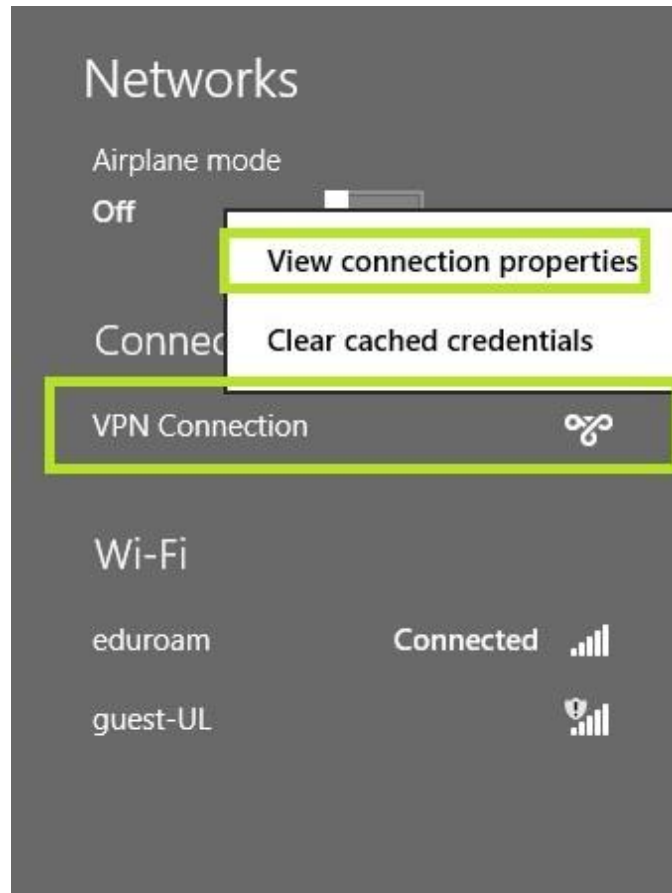 Networks
Airplane mode
Off
View connection properties
Connec
Clear cached credentials
VPN Connection
Wi-Fi
eduroam Connected
guest-UL